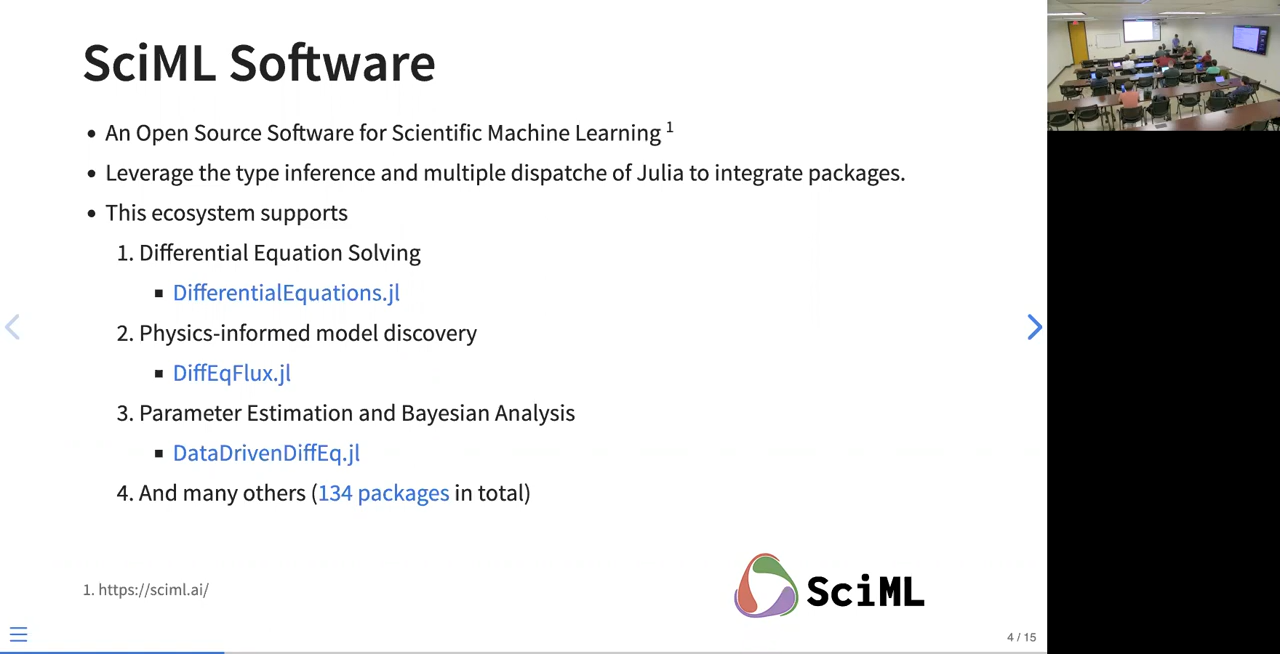 SciML Software
• An Open Source Software for Scientific Machine Learning 1
• Leverage the type inference and multiple dispatche of Julia to integrate packages.
• This ecosystem supports
1. Differential Equation Solving
▪ DifferentialEquations.jl
2. Physics-informed model discovery
▪ DiffEqFlux.jl
3. Parameter Estimation and Bayesian Analysis
▪ DataDrivenDiffEq.jl
4. And many others (134 packages in total)
1. https://sciml.ai/
SciML
4 / 15